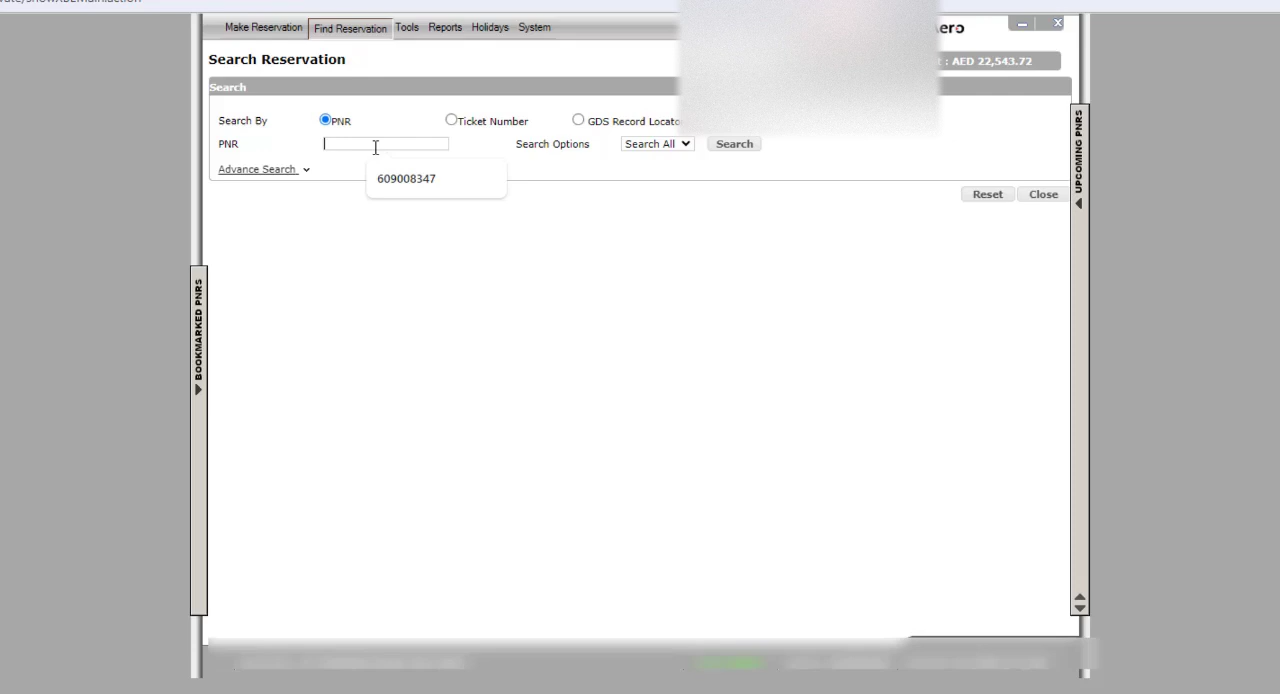 Make Reservation Find Reservation Tools Reports Holidays System
Search Reservation
: AED 22,543.72
Search
Search By PNR Ticket Number GDS Record
PNR Search Options Search All Search
Advance Search
609008347
Reset Close
UPCOMING PNRS
BOOKMARKED PNRS